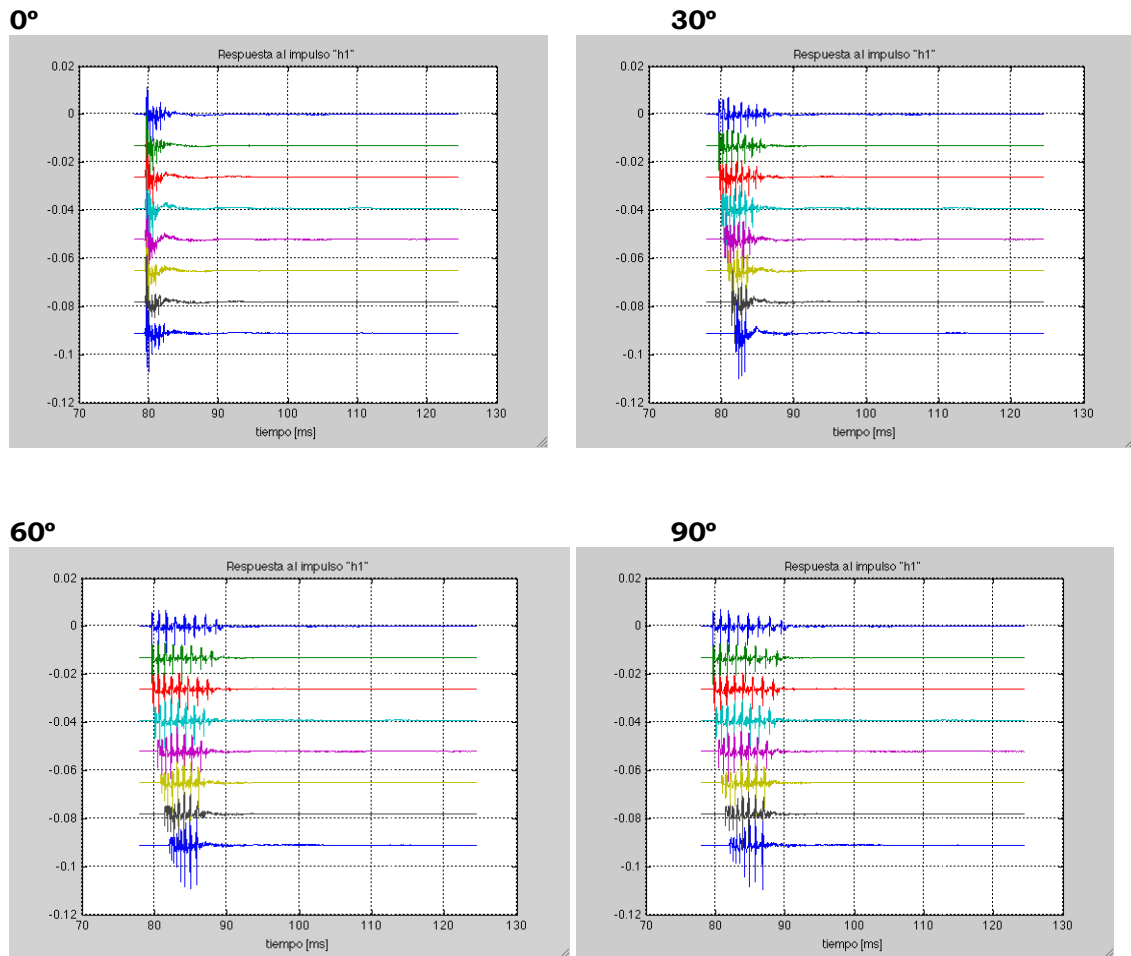 0º
30º
Respuesta al impulso "h1"
0.02
0
-0.02
-0.04
-0.06
-0.08
-0.1
-0.12
70 80 90 100 110 120 130
tiempo [ms]
Respuesta al impulso "h1"
0.02
0
-0.02
-0.04
-0.06
-0.08
-0.1
-0.12
70 80 90 100 110 120 130
tiempo [ms]
60º
90º
Respuesta al impulso "h1"
0.02
0
-0.02
-0.04
-0.06
-0.08
-0.1
-0.12
70 80 90 100 110 120 130
tiempo [ms]
Respuesta al impulso "h1"
0.02
0
-0.02
-0.04
-0.06
-0.08
-0.1
-0.12
70 80 90 100 110 120 130
tiempo [ms]